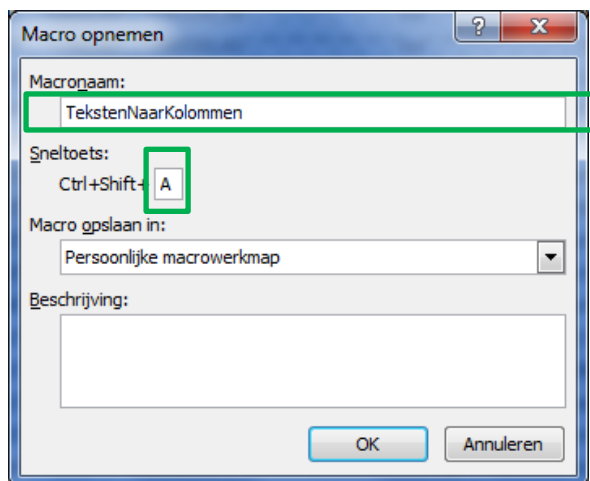 Macro opnemen
Macronaam:
TekstenNaarKolommen
Sneltoets:
Ctrl+Shift+ A
Macro opslaan in:
Persoonlijke macrowerkmap
Beschrijving:
OK Annuleren